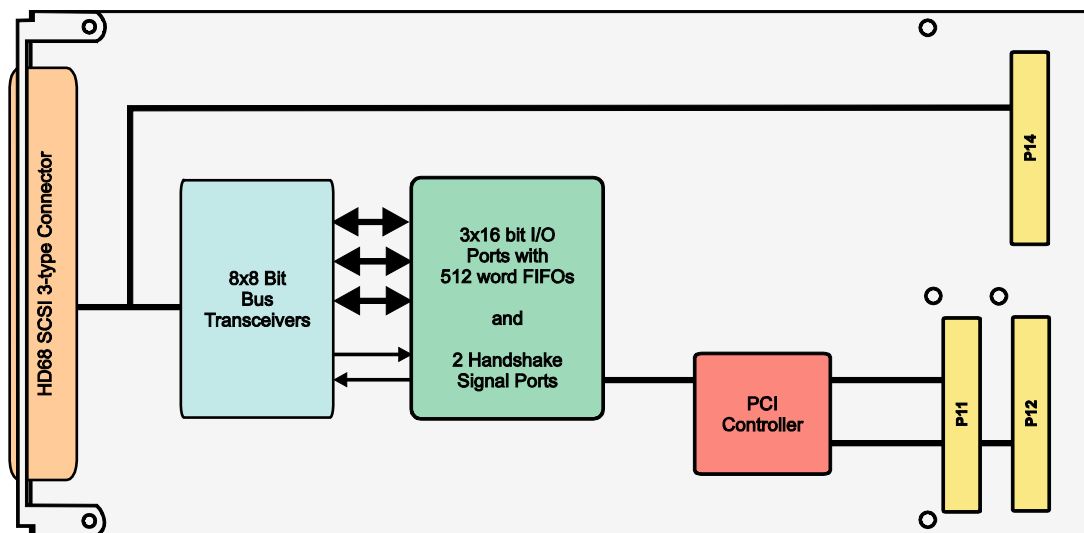 HD68 SCSI 3-type Connector
8x8 Bit
Bus
Transceivers
3x16 bit I/O
Ports with
512 word FIFOs
and
2 Handshake
Signal Ports
PCI
Controller
P14
P11
P12